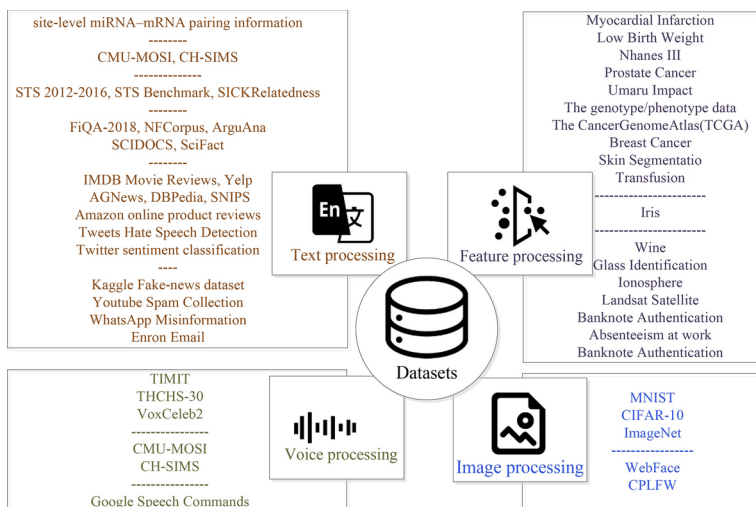 site-level miRNA–mRNA pairing information
--------
CMU-MOSI, CH-SIMS
--------------
STS 2012-2016, STS Benchmark, SICKRelatedness
--------
FiQA-2018, NFCorpus, ArguAna
SCIDOCS, SciFact
--------
IMDB Movie Reviews, Yelp
AGNews, DBPedia, SNIPS
Amazon online product reviews
Tweets Hate Speech Detection
Twitter sentiment classification
----
Kaggle Fake-news dataset
Youtube Spam Collection
WhatsApp Misinformation
Enron Email
En 文
Text processing
Feature processing
Myocardial Infarction
Low Birth Weight
Nhanes III
Prostate Cancer
Umaru Impact
The genotype/phenotype data
The CancerGenomeAtlas(TCGA)
Breast Cancer
Skin Segmentatio
Transfusion
-----------------------
Iris
-----------------------
Wine
Glass Identification
Ionosphere
Landsat Satellite
Banknote Authentication
Absenteeism at work
Banknote Authentication
Datasets
TIMIT
THCHS-30
VoxCeleb2
----------------
CMU-MOSI
CH-SIMS
----------------
Google Speech Commands
Voice processing
Image processing
MNIST
CIFAR-10
ImageNet
-----------------
WebFace
CPLFW